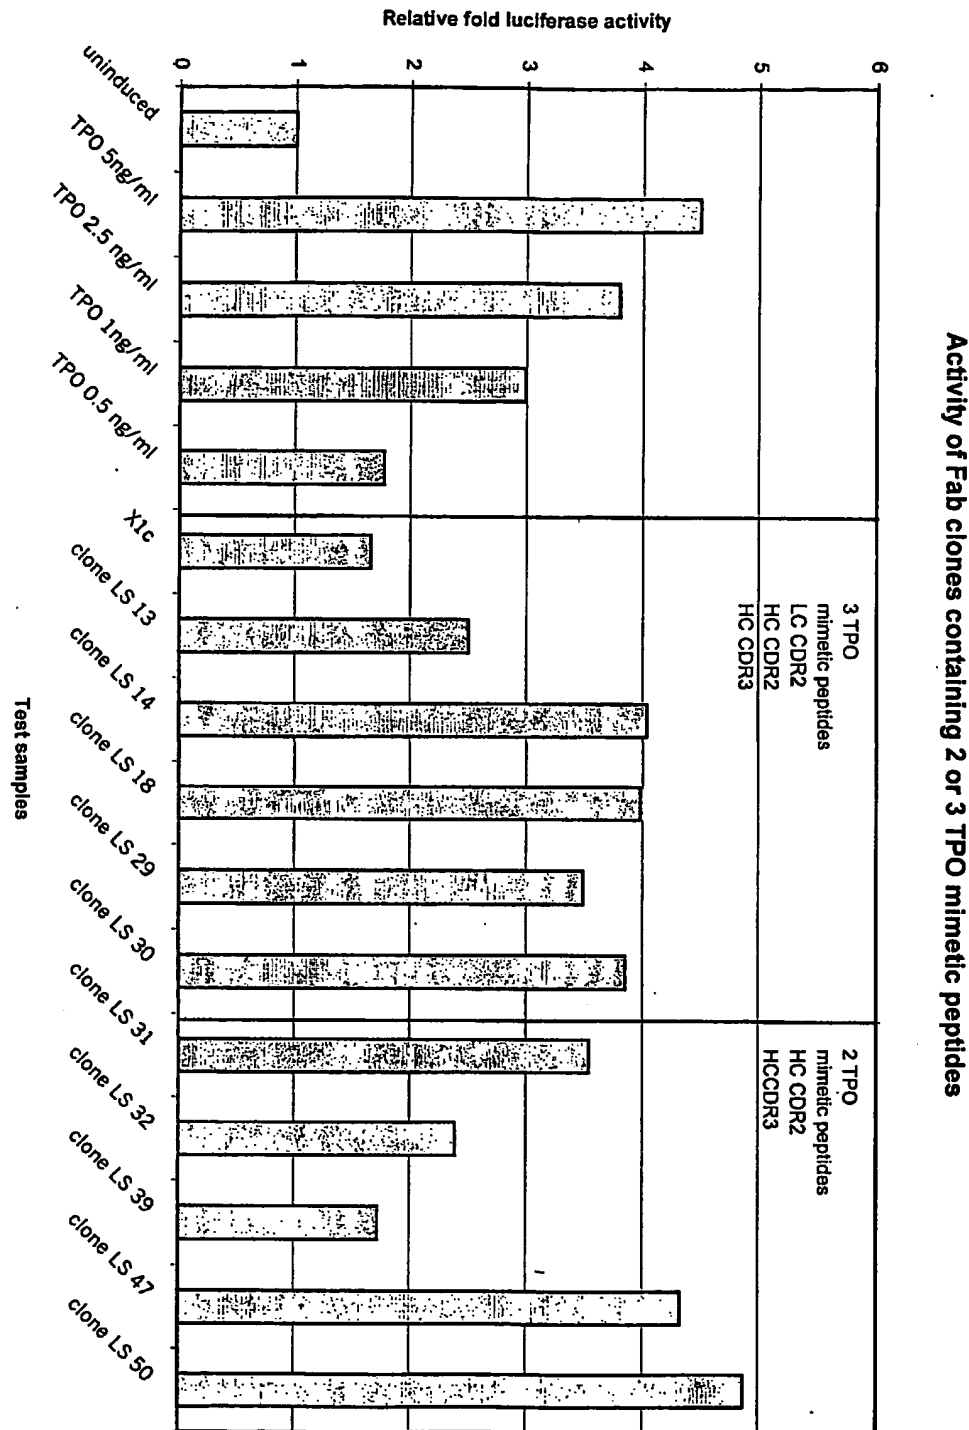 Activity of Fab clones containing 2 or 3 TPO mimetic peptides
Relative fold luciferase activity
6
5
4
3
2
1
0
3 TPO
mimetic peptides
LC CDR2
HC CDR2
HC CDR3
2 TPO
mimetic peptides
HC CDR2
HCCDR3
uninduced
TPO 5ng/ml
TPO 2.5 ng/ml
TPO 1ng/ml
TPO 0.5 ng/ml
X1c
clone LS 13
clone LS 14
clone LS 18
clone LS 29
clone LS 30
clone LS 31
clone LS 32
clone LS 39
clone LS 47
clone LS 50
Test samples